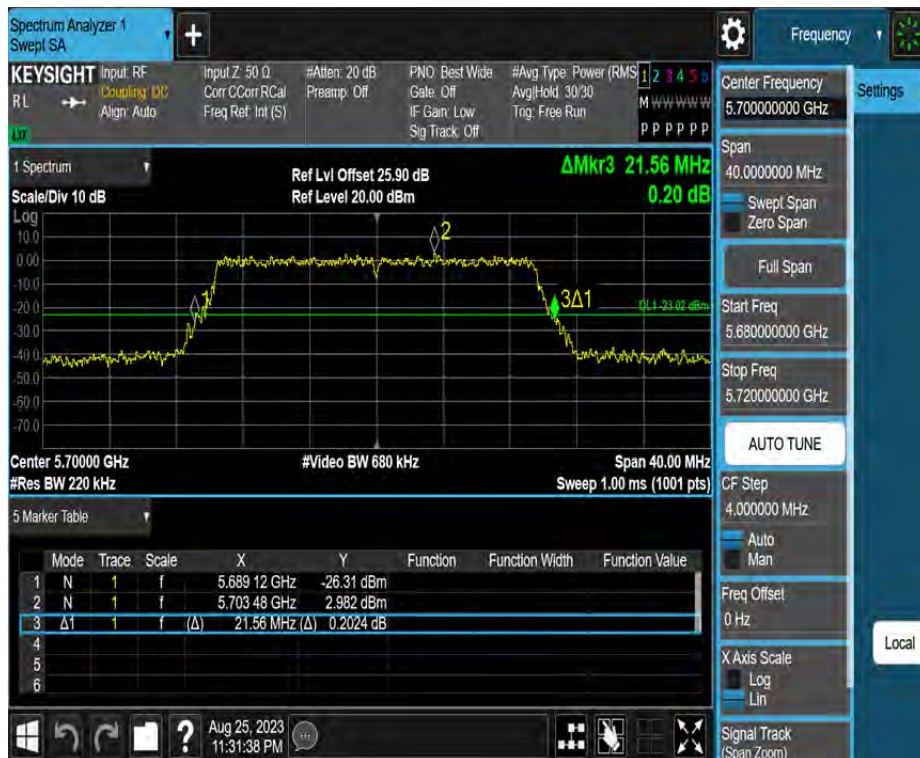 Spectrum Analyzer 1
Swept SA
+
Frequency
KEYSIGHT
RL
LXI
Input: RF
Coupling: DC
Align: Auto
Input Z: 50 Ω
Corr CCorr RCal
Freq Ref: Int (S)
#Atten: 20 dB
Preamp: Off
PNO: Best Wide
Gate: Off
IF Gain: Low
Sig Track: Off
#Avg Type: Power (RMS
Avg|Hold: 30/30
Trig: Free Run
1 2 3 4 5 6
M W W W W W
P P P P P P
Center Frequency
5.700000000 GHz
Settings
1 Spectrum
Scale/Div 10 dB
Ref Lvl Offset 25.90 dB
Ref Level 20.00 dBm
ΔMkr3 21.56 MHz
0.20 dB
Log
10.0
0.00
-10.0
-20.0
-30.0
-40.0
-50.0
-60.0
-70.0
1
2
3Δ1
DL1 -23.02 dBm
Center 5.70000 GHz
#Res BW 220 kHz
#Video BW 680 kHz
Span 40.00 MHz
Sweep 1.00 ms (1001 pts)
Span
40.0000000 MHz
Swept Span
Zero Span
Full Span
Start Freq
5.680000000 GHz
Stop Freq
5.720000000 GHz
AUTO TUNE
CF Step
4.000000 MHz
Auto
Man
Freq Offset
0 Hz
X Axis Scale
Log
Lin
Signal Track
(Span Zoom)
Local
5 Marker Table
Mode Trace Scale X Y Function Function Width Function Value
1 N 1 f 5.689 12 GHz -26.31 dBm
2 N 1 f 5.703 48 GHz 2.982 dBm
3 Δ1 1 f (Δ) 21.56 MHz (Δ) 0.2024 dB
4
5
6
?
Aug 25, 2023
11:31:38 PM